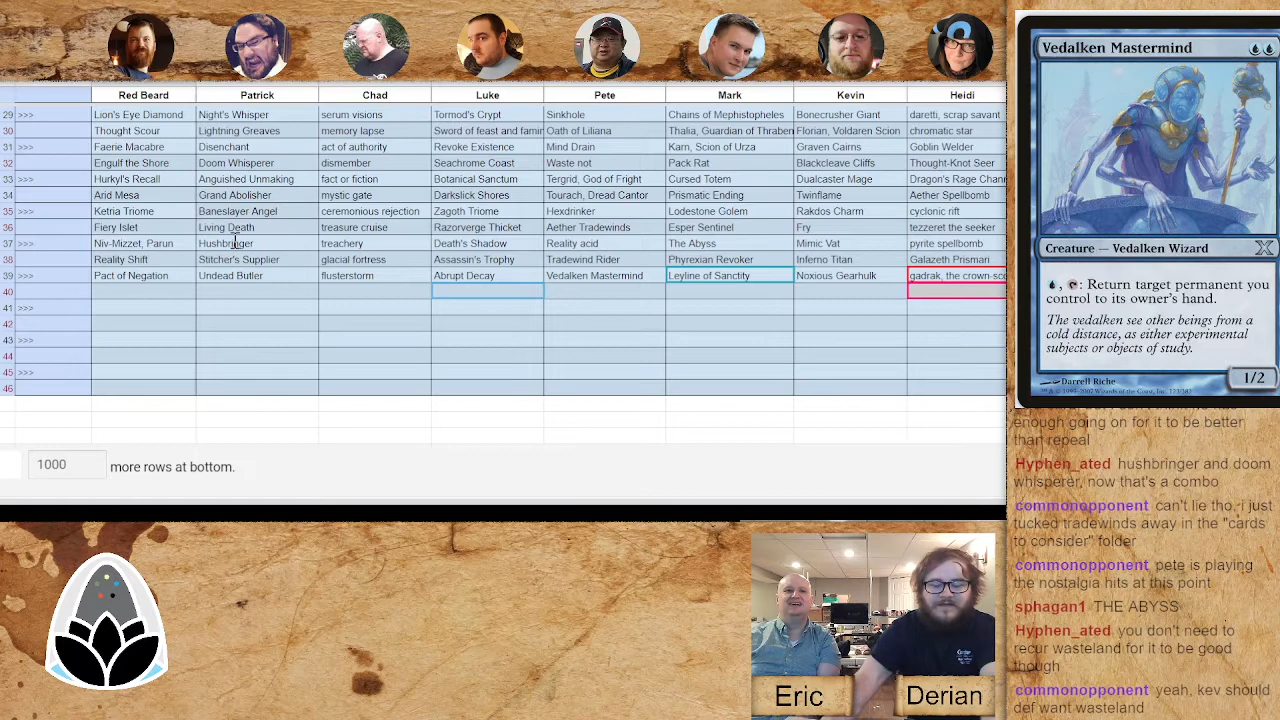 Red Beard Patrick Chad Luke Pete Mark Kevin Heidi
29 >>> Lion's Eye Diamond Night's Whisper serum visions Tormod's Crypt Sinkhole Chains of Mephistopheles Bonecrusher Giant daretti, scrap savant
30 Thought Scour Lightning Greaves memory lapse Sword of feast and famin Oath of Liliana Thalia, Guardian of Thraben Florian, Voldaren Scion chromatic star
31 >>> Faerie Macabre Disenchant act of authority Revoke Existence Mind Drain Karn, Scion of Urza Graven Cairns Goblin Welder
32 Engulf the Shore Doom Whisperer dismember Seachrome Coast Waste not Pack Rat Blackcleave Cliffs Thought-Knot Seer
33 >>> Hurkyl's Recall Anguished Unmaking fact or fiction Botanical Sanctum Tergrid, God of Fright Cursed Totem Dualcaster Mage Dragon's Rage Chan
34 Arid Mesa Grand Abolisher mystic gate Darkslick Shores Tourach, Dread Cantor Prismatic Ending Twinflame Aether Spellbomb
35 >>> Ketria Triome Baneslayer Angel ceremonious rejection Zagoth Triome Hexdrinker Lodestone Golem Rakdos Charm cyclonic rift
36 Fiery Islet Living Death treasure cruise Razorverge Thicket Aether Tradewinds Esper Sentinel Fry tezzeret the seeker
37 >>> Niv-Mizzet, Parun Hushbringer treachery Death's Shadow Reality acid The Abyss Mimic Vat pyrite spellbomb
38 Reality Shift Stitcher's Supplier glacial fortress Assassin's Trophy Tradewind Rider Phyrexian Revoker Inferno Titan Galazeth Prismari
39 >>> Pact of Negation Undead Butler flusterstorm Abrupt Decay Vedalken Mastermind Leyline of Sanctity Noxious Gearhulk gadrak, the crown-sco
40
41 >>>
42
43 >>>
44
45 >>>
46
1000 more rows at bottom.
Eric
Derian
Vedalken Mastermind
Creature — Vedalken Wizard
, : Return target permanent you
control to its owner's hand.
The vedalken see other beings from a
cold distance, as either experimental
subjects or objects of study.
Darrell Riche
1/2
enough going on for it to be better
than repeal
Hyphen_ated hushbringer and doom
whisperer, now that's a combo
commonopponent can't lie tho, i just
tucked tradewinds away in the "cards
to consider" folder
commonopponent pete is playing
the nostalgia hits at this point
sphagan1 THE ABYSS
Hyphen_ated you don't need to
recur wasteland for it to be good
though
commonopponent yeah, kev should
def want wasteland